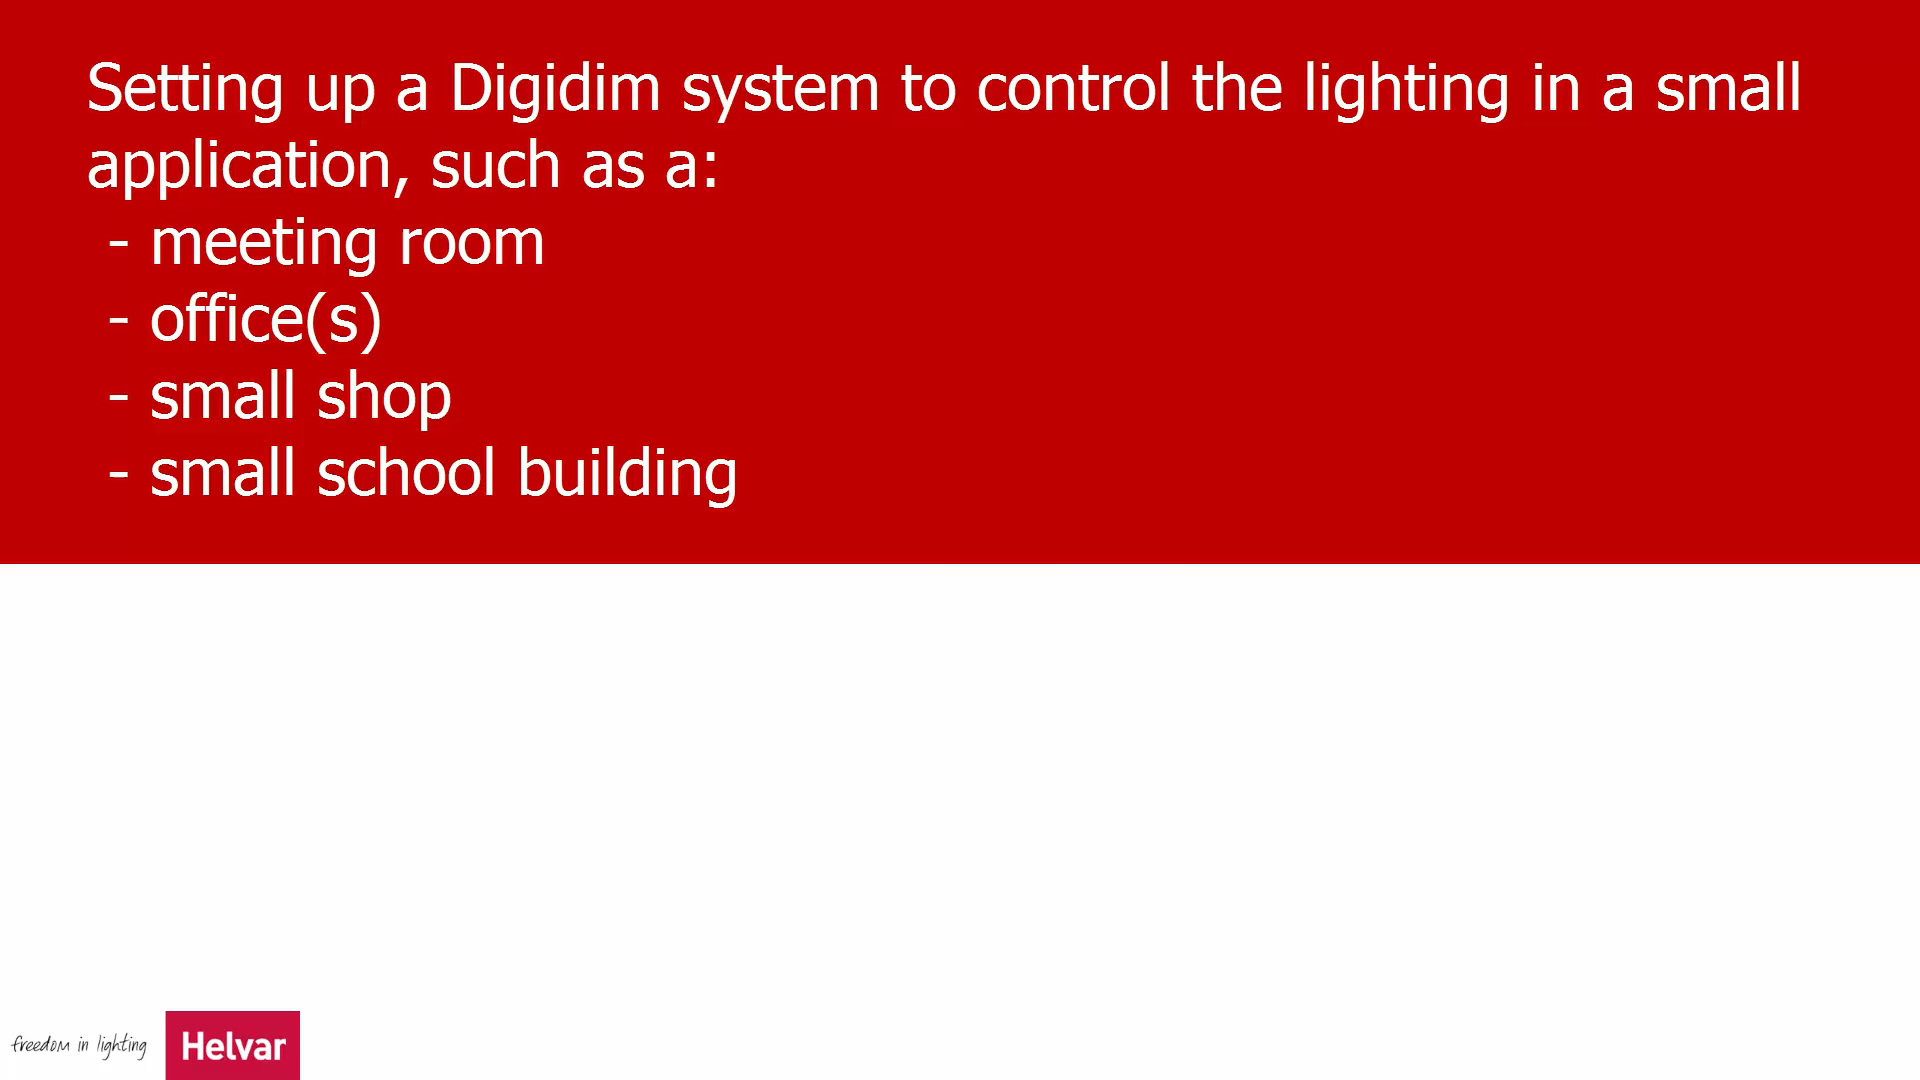 Setting up a Digidim system to control the lighting in a small
application, such as a:
- meeting room
- office(s)
- small shop
- small school building
freedom in lighting
Helvar